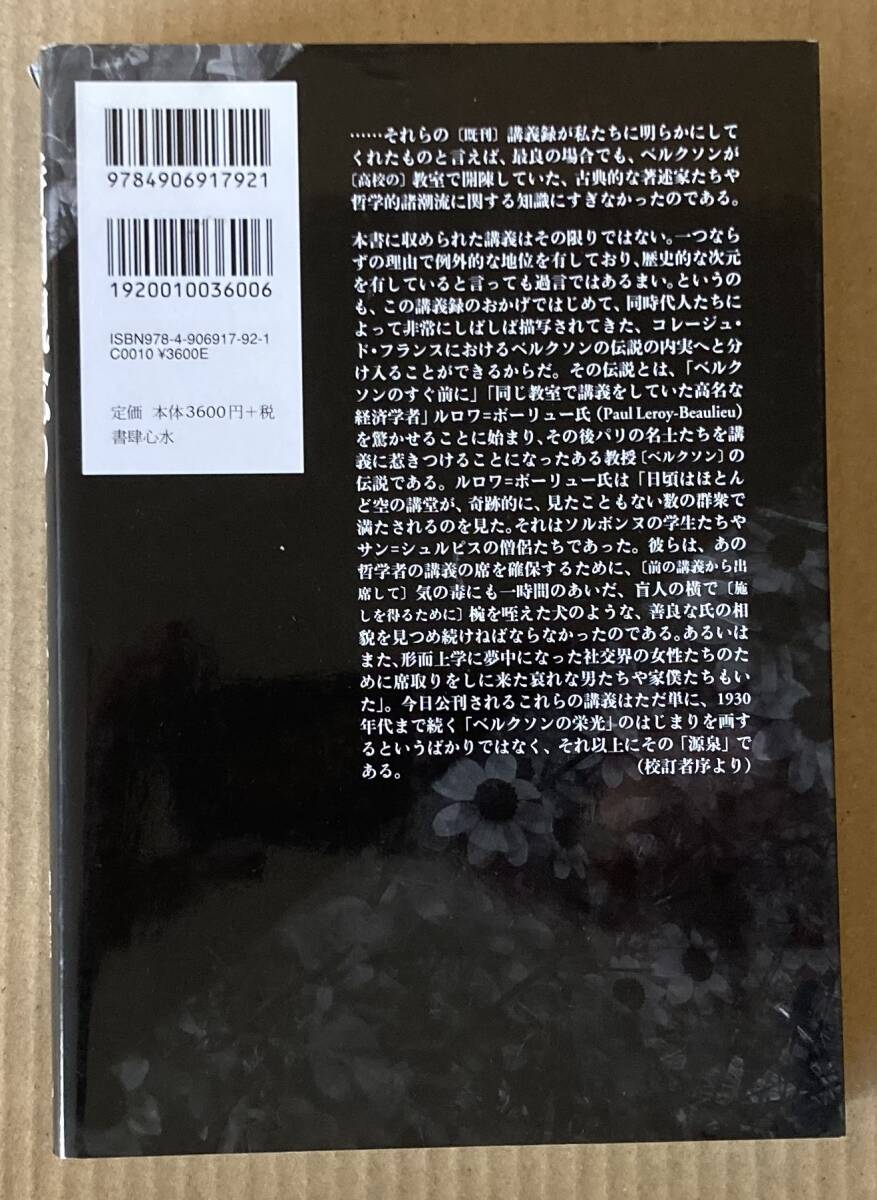 9784906917921
1920010036006
ISBN978-4-906917-92-1
C0010 ¥3600E
定価 本体3600円+税
書肆心水
……それらの〔既刊〕講義録が私たちに明らかにして
くれたものと言えば、最良の場合でも、ベルクソンが
〔高校の〕教室で開陳していた、古典的な著述家たちや
哲学的諸潮流に関する知識にすぎなかったのである。
本書に収められた講義はその限りではない。一つなら
ずの理由で例外的な地位を有しており、歴史的な次元
を有していると言っても過言ではあるまい。というの
も、この講義録のおかげではじめて、同時代人たちに
よって非常にしばしば描写されてきた、コレージュ・
ド・フランスにおけるベルクソンの伝説の内実へと分
け入ることができるからだ。その伝説とは、「ベルク
ソンのすぐ前に」「同じ教室で講義をしていた高名な
経済学者」ルロワ=ボーリュー氏(Paul Leroy-Beaulieu)
を驚かせることに始まり、その後パリの名士たちを講
義に惹きつけることになったある教授〔ベルクソン〕の
伝説である。ルロワ=ボーリュー氏は「日頃はほとん
ど空の講堂が、奇跡的に、見たこともない数の群衆で
満たされるのを見た。それはソルボンヌの学生たちや
サン=シュルピスの僧侶たちであった。彼らは、あの
哲学者の講義の席を確保するために、〔前の講義から出
席して〕気の毒にも一時間のあいだ、盲人の横で〔施
しを得るために〕椀を咥えた犬のような、善良な氏の相
貌を見つめ続けねばならなかったのである。あるいは
また、形而上学に夢中になった社交界の女性たちのた
めに席取りをしに来た哀れな男たちや家僕たちもい
た」。今日公刊されるこれらの講義はただ単に、1930
年代まで続く「ベルクソンの栄光」のはじまりを画す
るというばかりではなく、それ以上にその「源泉」で
ある。 (校訂者序より)